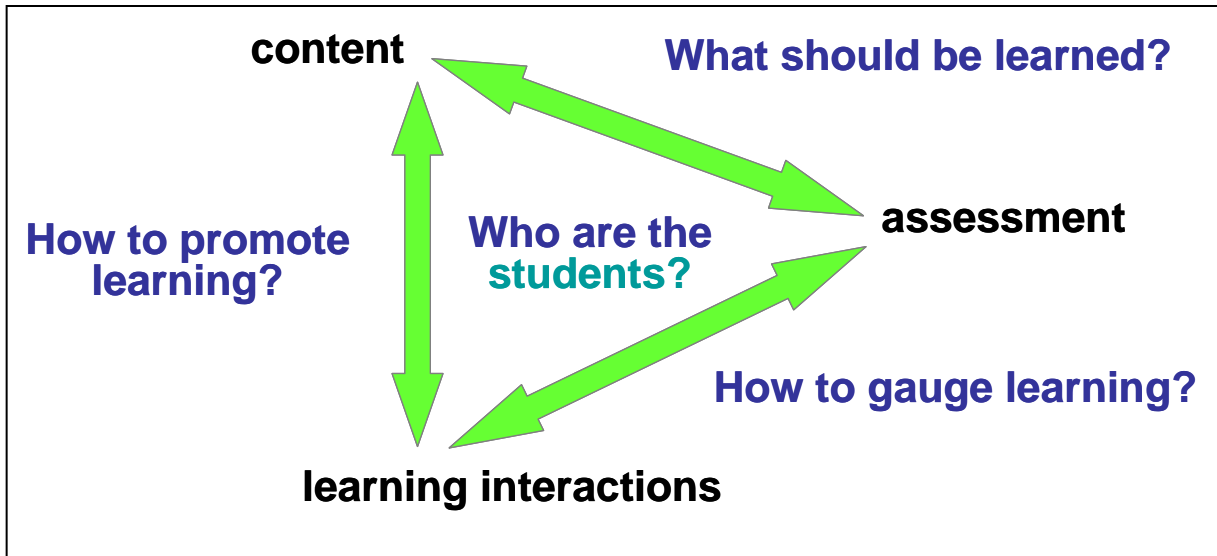 content
What should be learned?
How to promote
learning?
Who are the
students?
assessment
How to gauge learning?
learning interactions